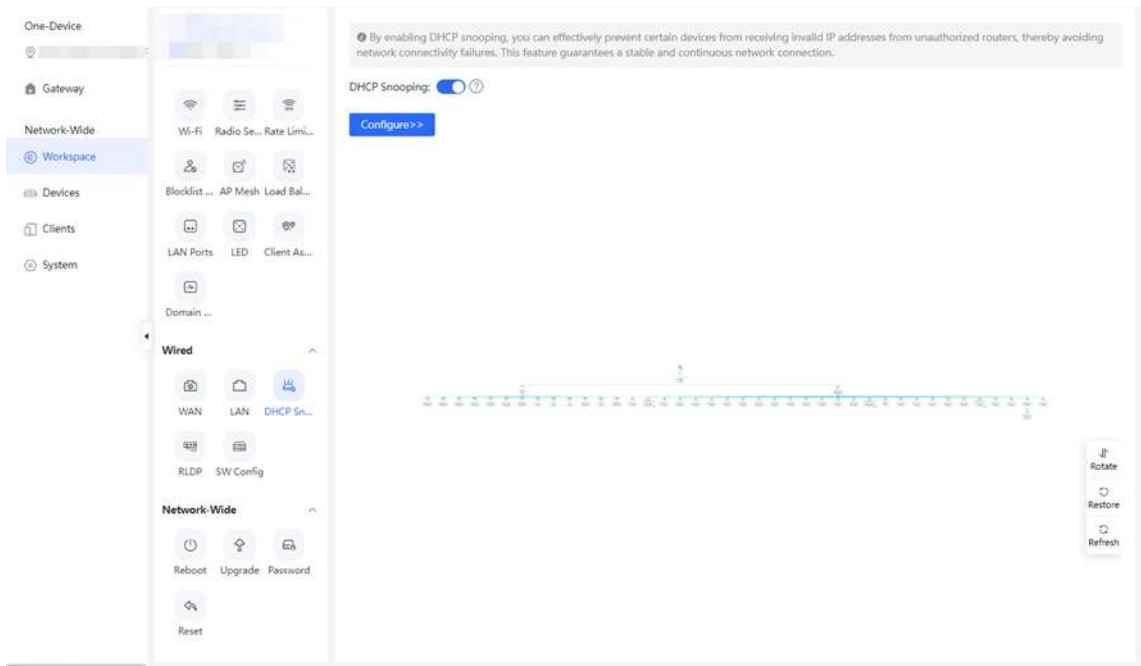 One-Device
Gateway
Network-Wide
Workspace
Devices
Clients
System
Wi-Fi
Radio Se...
Rate Limi...
Blocklist ...
AP Mesh
Load Bal...
LAN Ports
LED
Client As...
Domain ...
Wired
WAN
LAN
DHCP Sn...
RLDP
SW Config
Network-Wide
Reboot
Upgrade
Password
Reset
By enabling DHCP snooping, you can effectively prevent certain devices from receiving invalid IP addresses from unauthorized routers, thereby avoiding
network connectivity failures. This feature guarantees a stable and continuous network connection.
DHCP Snooping:
Configure>>
Rotate
Restore
Refresh